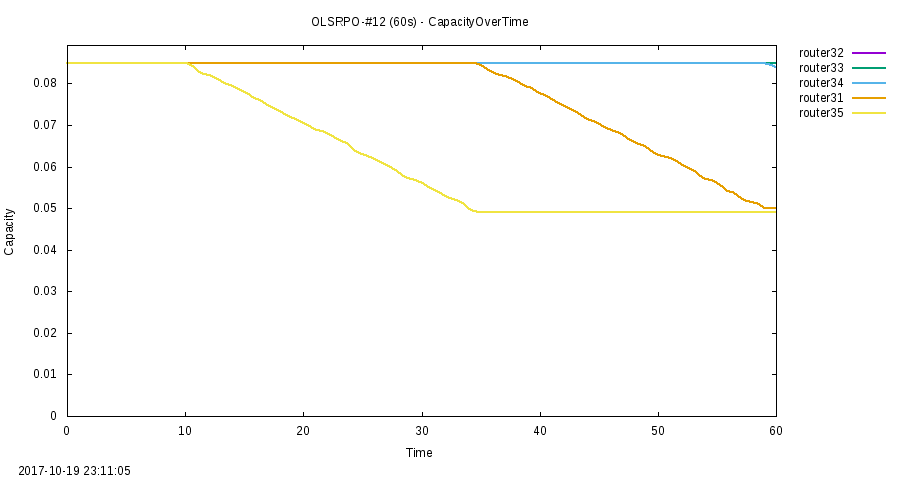 OLSRPO-#12 (60s) - CapacityOverTime
router32
router33
router34
router31
router35
0.08
0.07
0.06
0.05
0.04
0.03
0.02
0.01
0
Capacity
0 10 20 30 40 50 60
Time
2017-10-19 23:11:05